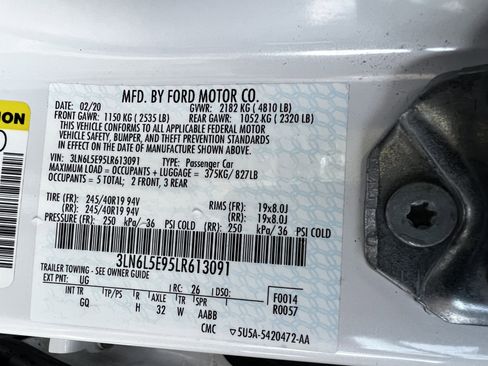 MFD. BY FORD MOTOR CO.
DATE: 02/20 GVWR: 2182 KG ( 4810 LB)
FRONT GAWR: 1150 KG ( 2535 LB) REAR GAWR: 1052 KG ( 2320 LB)
THIS VEHICLE CONFORMS TO ALL APPLICABLE FEDERAL MOTOR
VEHICLE SAFETY, BUMPER, AND THEFT PREVENTION STANDARDS
IN EFFECT ON THE DATE OF MANUFACTURE SHOWN ABOVE.
VIN: 3LN6L5E95LR613091 TYPE: Passenger Car
MAXIMUM LOAD = OCCUPANTS + LUGGAGE = 375KG/ 827LB
OCCUPANTS = 5 TOTAL; 2 FRONT, 3 REAR
TIRE (FR): 245/40R19 94V RIMS (FR): 19x8.0J
TIRE (RR): 245/40R19 94V RIMS (RR): 19x8.0J
PRESSURE (FR): 250 kPa/ 36 PSI COLD (RR): 250 kPa/ 36 PSI COLD
3LN6L5E95LR613091
TRAILER TOWING - SEE OWNER GUIDE
EXT PNT: UG RC: 26 DSO: F0014
INT TR TP/PS R AXLE TR SPR R0057
GQ H 32 W AABB
CMC 5U5A-5420472-AA